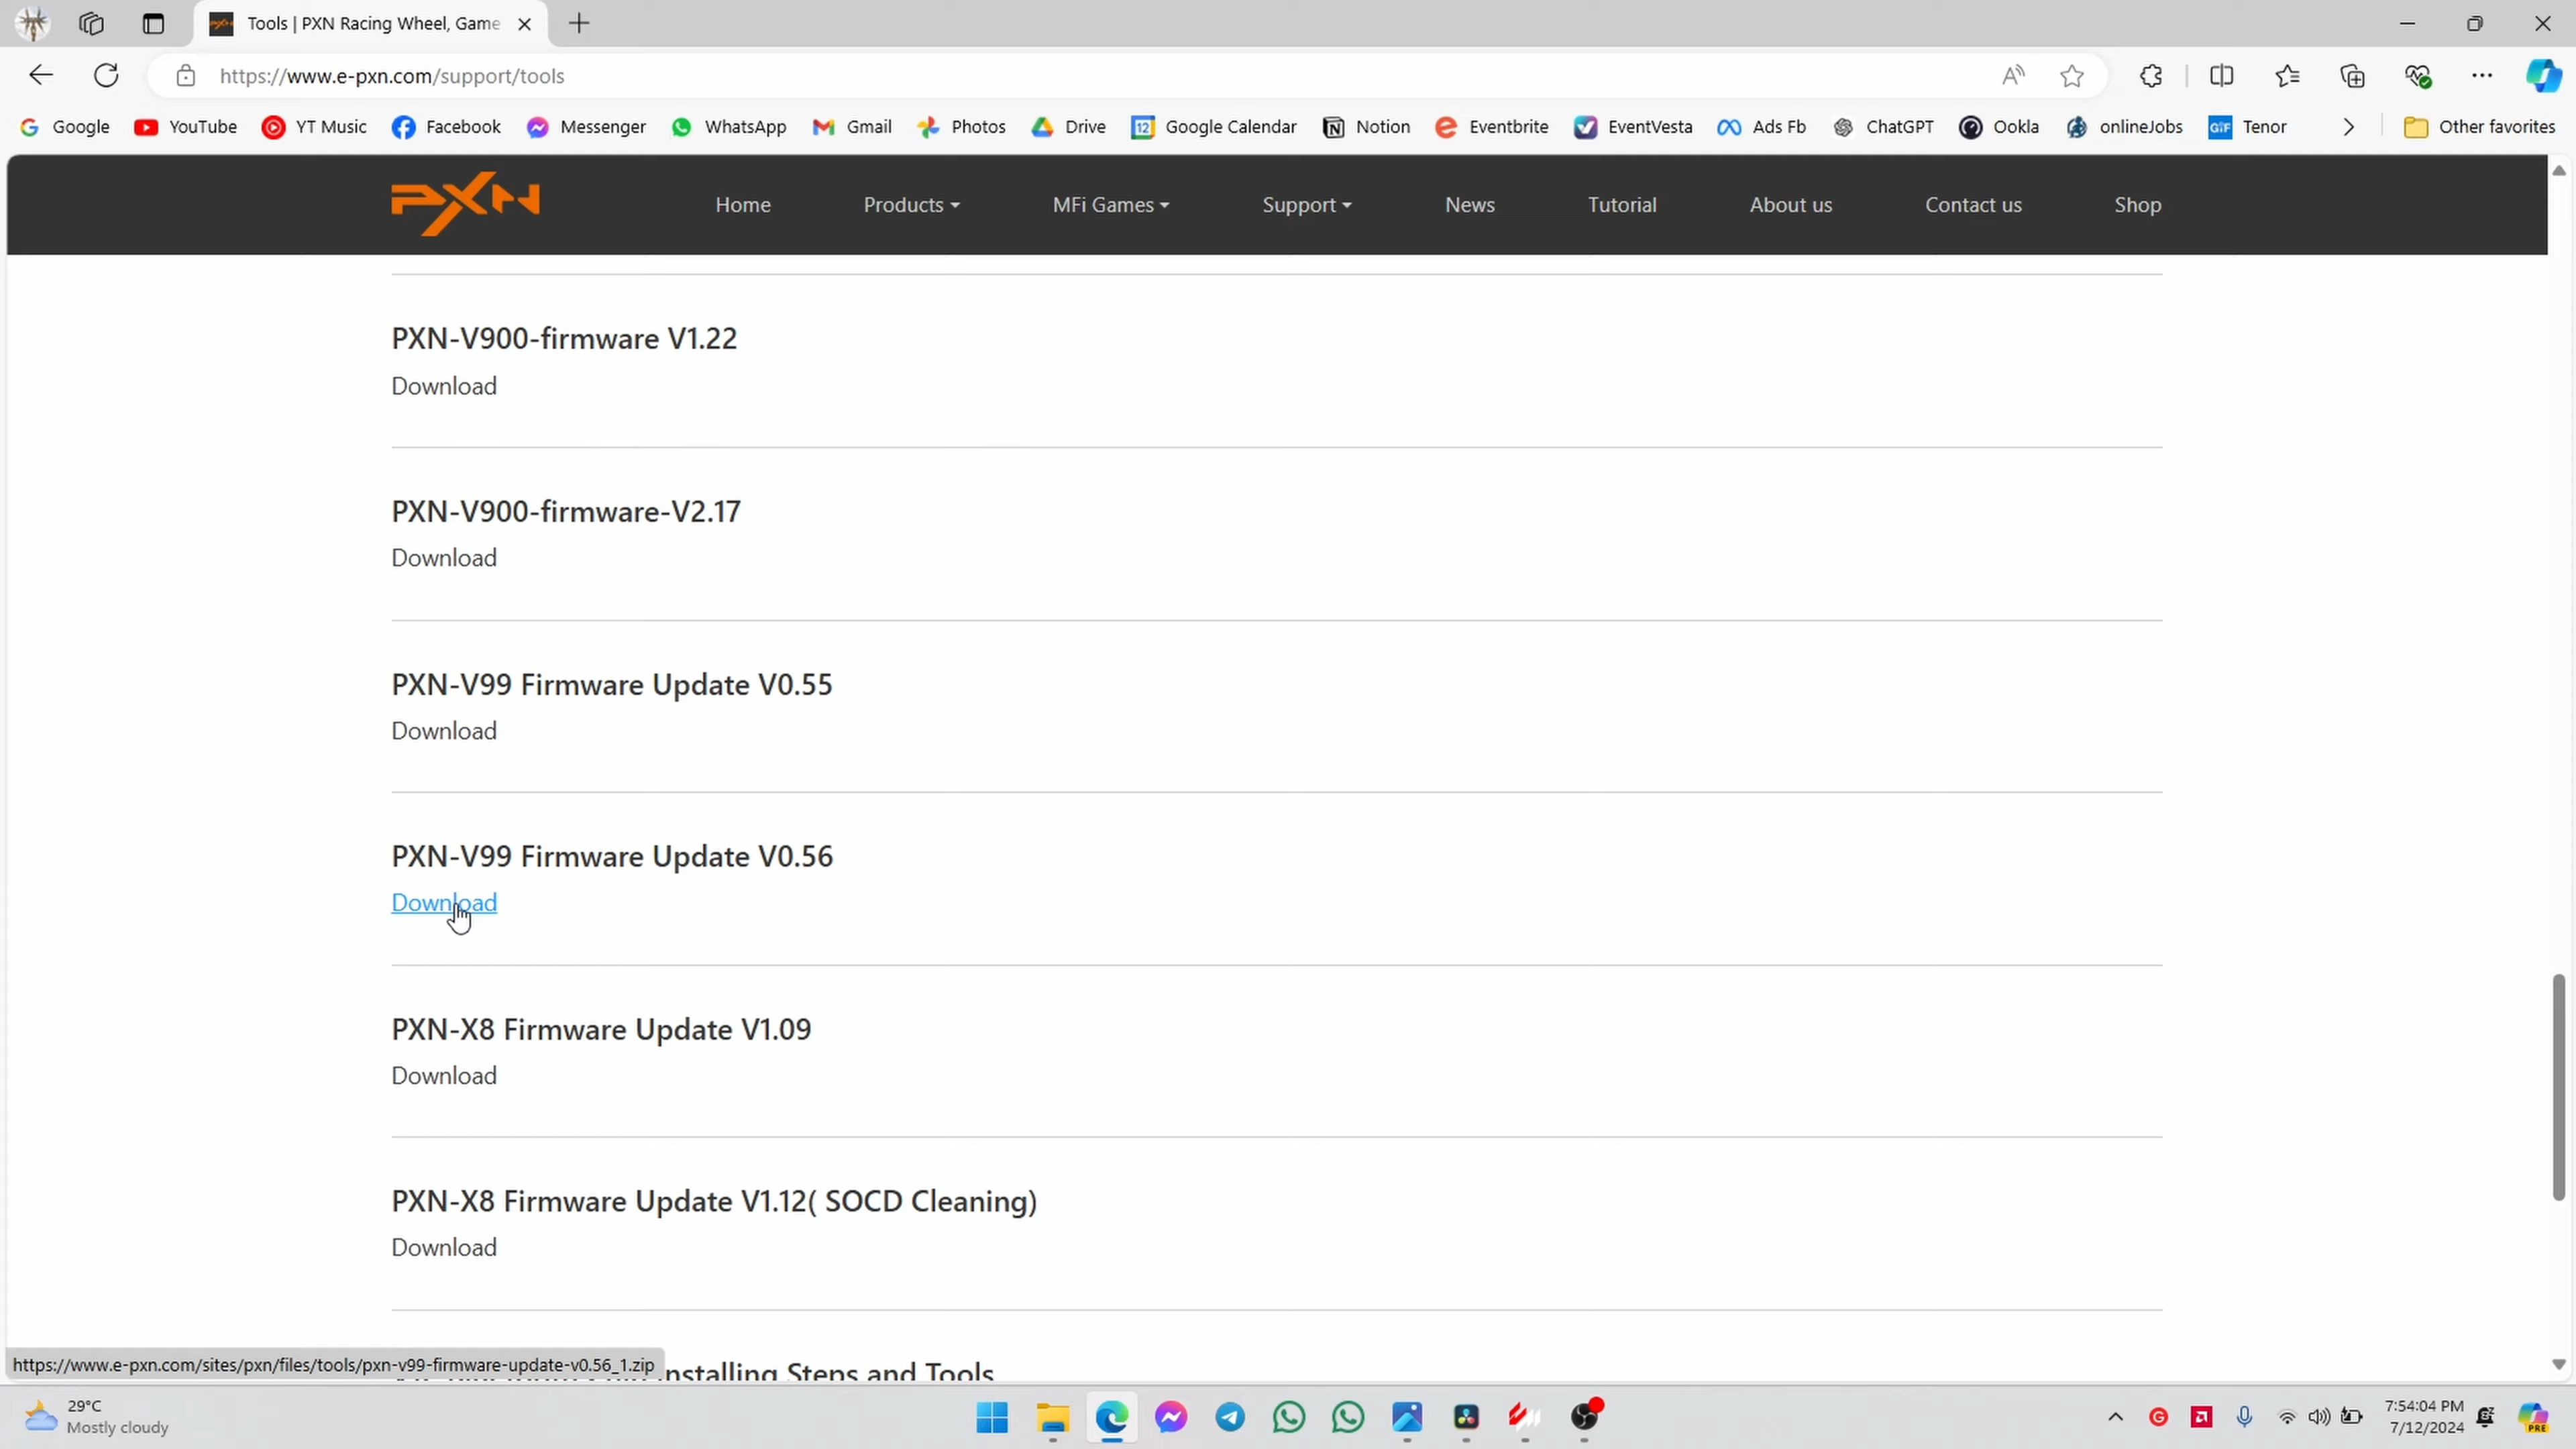 Tools | PXN Racing Wheel, Game
https://www.e-pxn.com/support/tools
Google YouTube YT Music Facebook Messenger WhatsApp Gmail Photos Drive Google Calendar Notion Eventbrite EventVesta Ads Fb ChatGPT Ookla onlineJobs Tenor Other favorites
PXN Home Products MFi Games Support News Tutorial About us Contact us Shop
PXN-V900-firmware V1.22
Download
PXN-V900-firmware-V2.17
Download
PXN-V99 Firmware Update V0.55
Download
PXN-V99 Firmware Update V0.56
Download
PXN-X8 Firmware Update V1.09
Download
PXN-X8 Firmware Update V1.12( SOCD Cleaning)
Download
Installing Steps and Tools
https://www.e-pxn.com/sites/pxn/files/tools/pxn-v99-firmware-update-v0.56_1.zip
29°C
Mostly cloudy
7:54:04 PM
7/12/2024
PRE